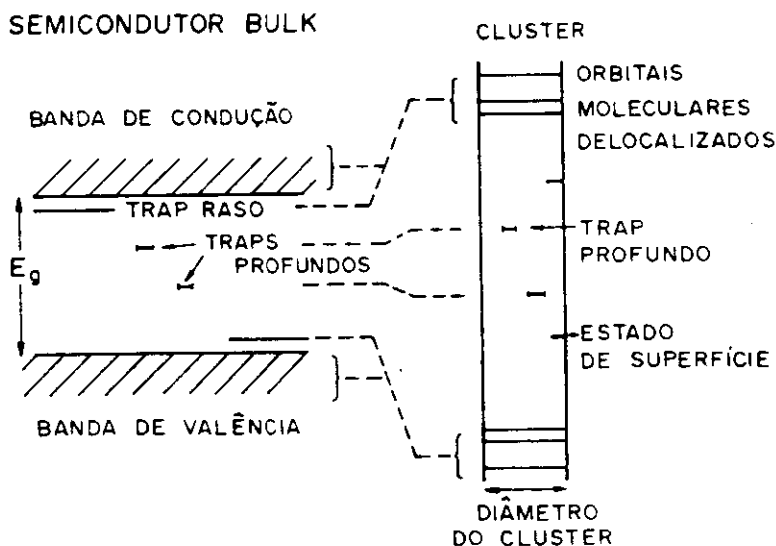 SEMICONDUTOR BULK
CLUSTER
BANDA DE CONDUÇÃO
ORBITAIS
MOLECULARES
DELOCALIZADOS
TRAP RASO
TRAPS
PROFUNDOS
Eg
TRAP
PROFUNDO
ESTADO
DE SUPERFÍCIE
BANDA DE VALÊNCIA
DIÂMETRO
DO CLUSTER